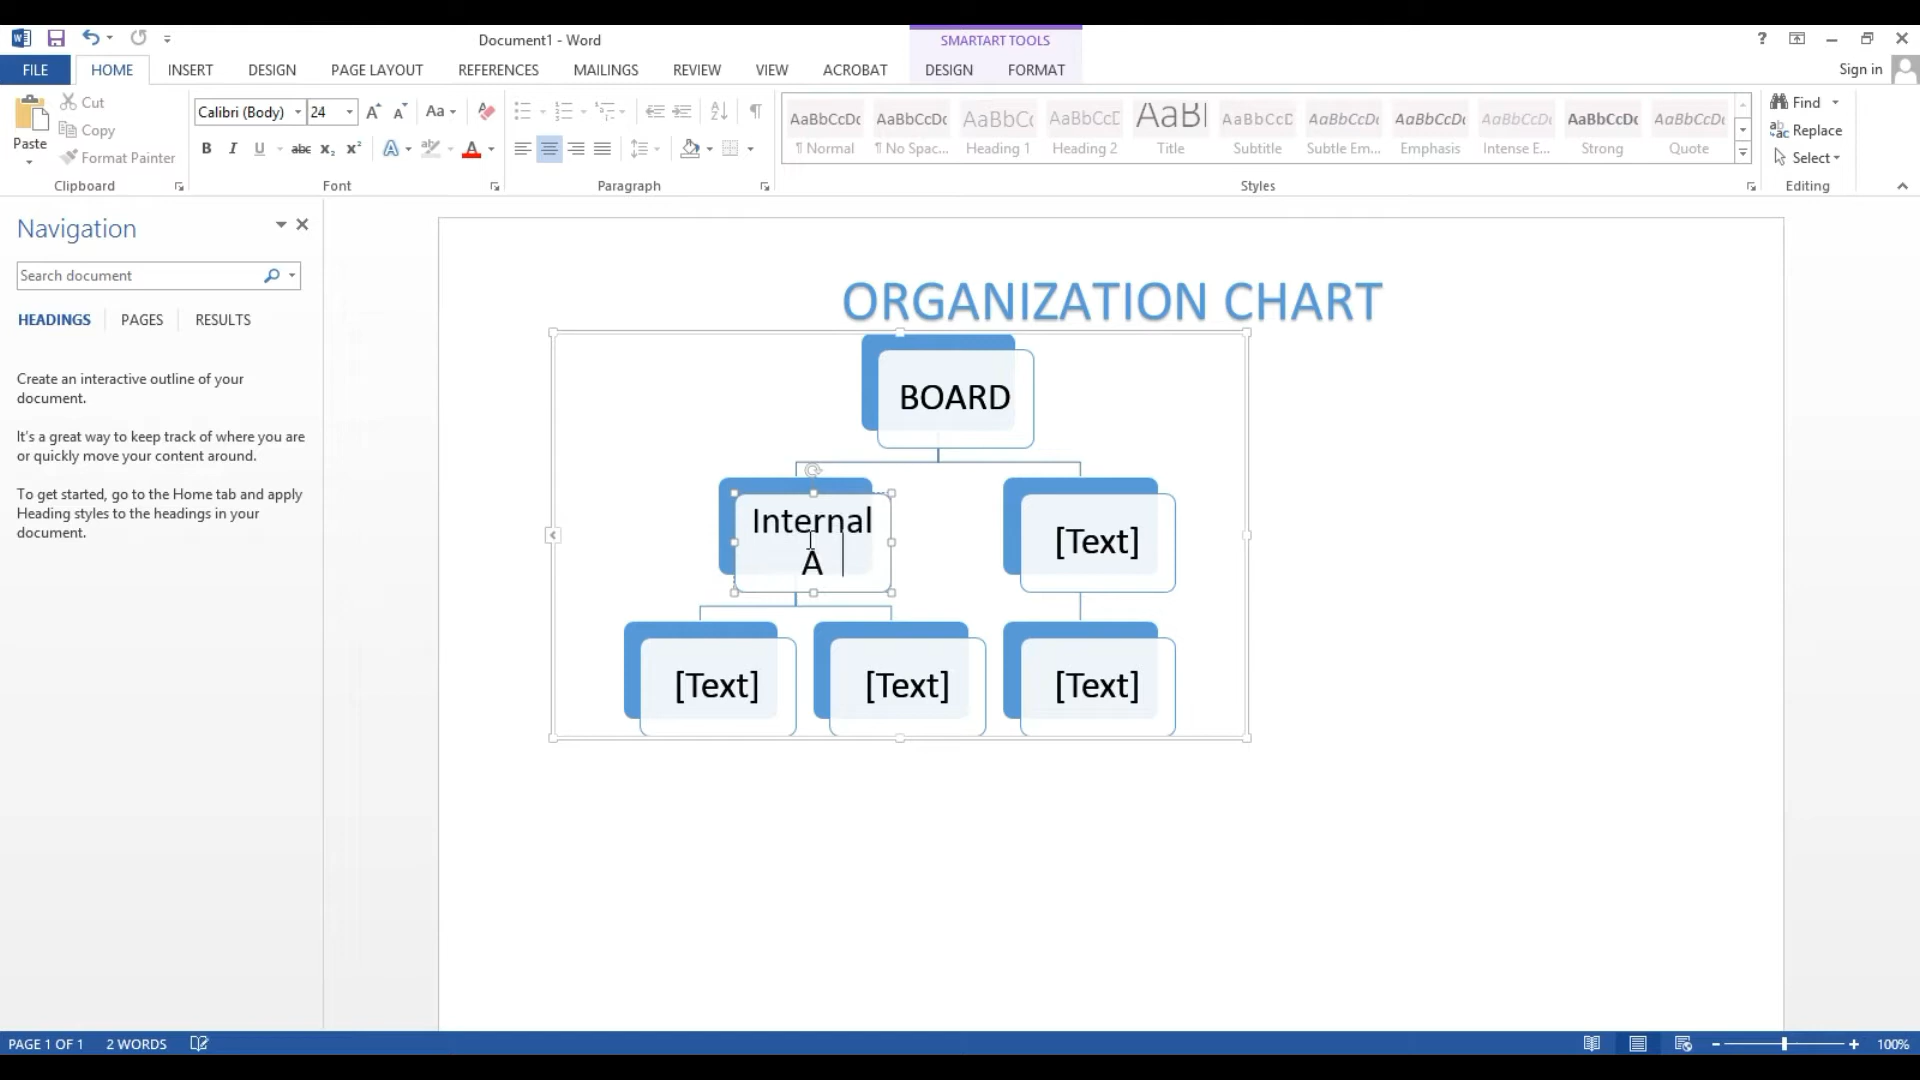 Document1 - Word
SMARTART TOOLS
?
FILE
HOME
INSERT
DESIGN
PAGE LAYOUT
REFERENCES
MAILINGS
REVIEW
VIEW
ACROBAT
DESIGN
FORMAT
Sign in
Paste
Cut
Copy
Format Painter
Clipboard
Calibri (Body)
24
Font
Paragraph
AaBbCcDc
¶ Normal
AaBbCcDc
¶ No Spac...
AaBbCc
Heading 1
AaBbCcD
Heading 2
AaBl
Title
AaBbCcD
Subtitle
AaBbCcDc
Subtle Em...
AaBbCcDc
Emphasis
AaBbCcDc
Intense E...
AaBbCcDc
Strong
AaBbCcDc
Quote
Styles
Find
Replace
Select
Editing
Navigation
Search document
HEADINGS
PAGES
RESULTS
Create an interactive outline of your
document.
It's a great way to keep track of where you are
or quickly move your content around.
To get started, go to the Home tab and apply
Heading styles to the headings in your
document.
ORGANIZATION CHART
BOARD
Internal
A
[Text]
[Text]
[Text]
[Text]
PAGE 1 OF 1
2 WORDS
100%